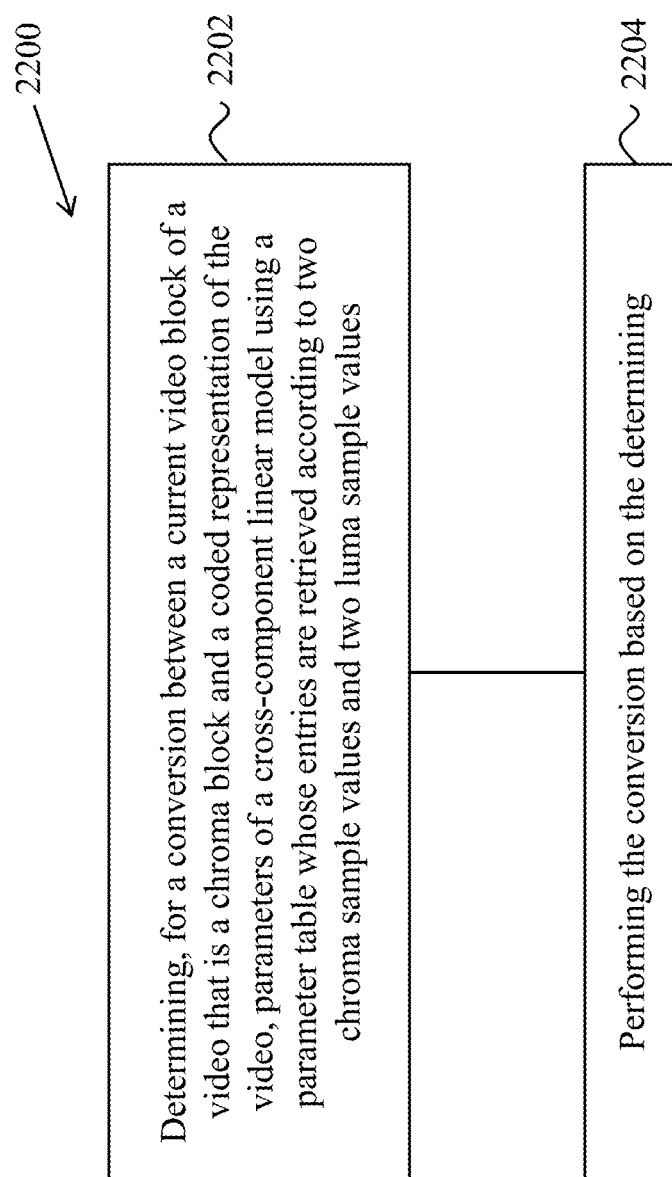 2200
Determining, for a conversion between a current video block of a
video that is a chroma block and a coded representation of the
video, parameters of a cross-component linear model using a
parameter table whose entries are retrieved according to two
chroma sample values and two luma sample values
2202
Performing the conversion based on the determining
2204